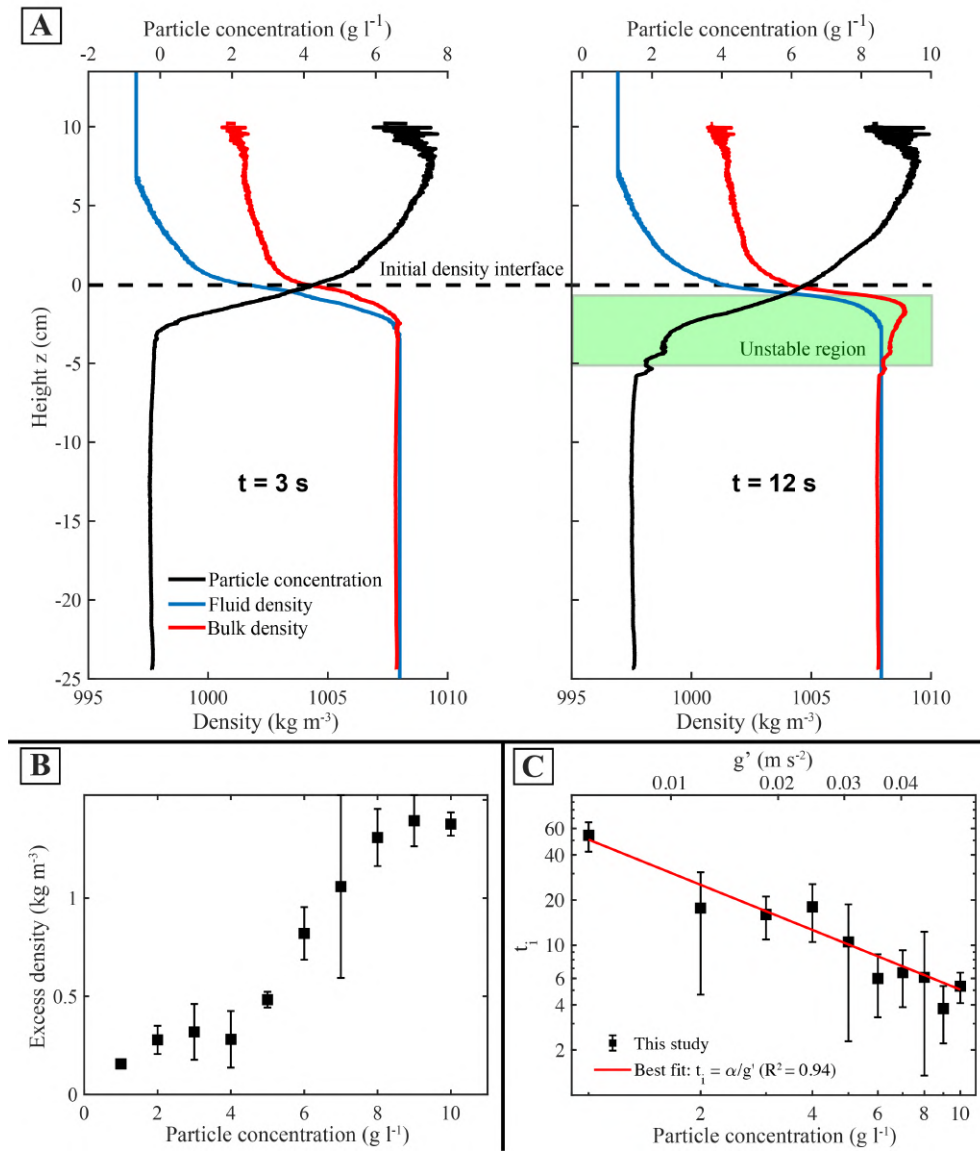 A
Particle concentration (g l⁻¹)
-2 0 2 4 6 8
Particle concentration (g l⁻¹)
0 2 4 6 8 10
10
5
0
-5
-10
-15
-20
-25
Height z (cm)
Initial density interface
Unstable region
t = 3 s
t = 12 s
Particle concentration
Fluid density
Bulk density
995 1000 1005 1010
Density (kg m⁻³)
995 1000 1005 1010
Density (kg m⁻³)
B
Excess density (kg m⁻³)
1
0.5
0
0 2 4 6 8 10
Particle concentration (g l⁻¹)
C
g' (m s⁻²)
0.01 0.02 0.03 0.04
tᵢ
60
40
20
10
6
4
2
This study
Best fit: tᵢ = α/g' (R² = 0.94)
2 4 6 8 10
Particle concentration (g l⁻¹)